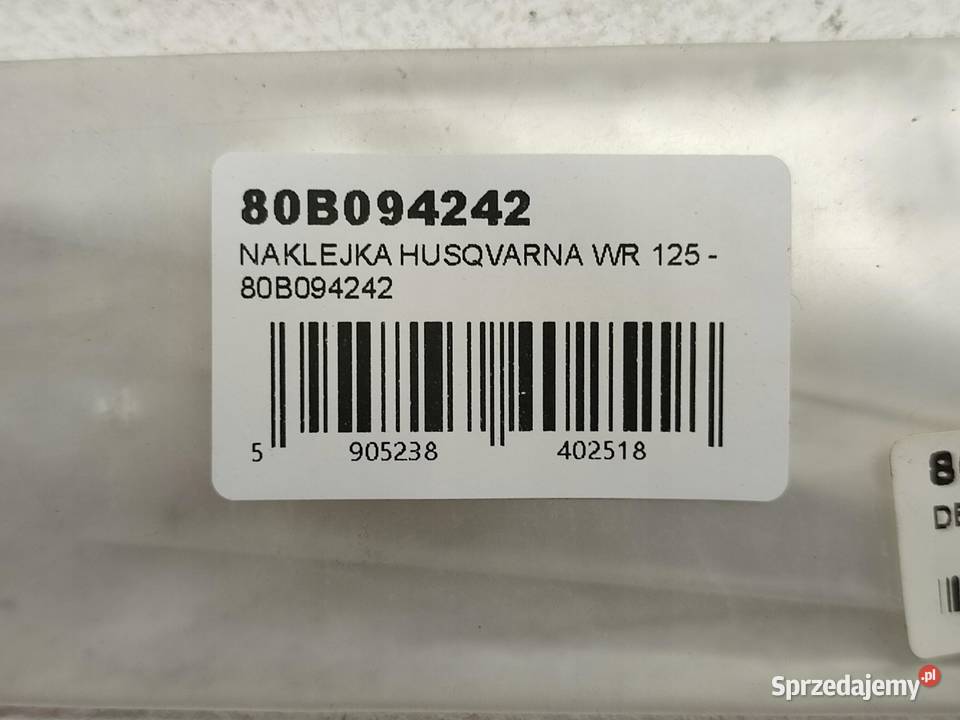 80B094242
NAKLEJKA HUSQVARNA WR 125 -
80B094242
5 905238 402518
Sprzedajemy.pl